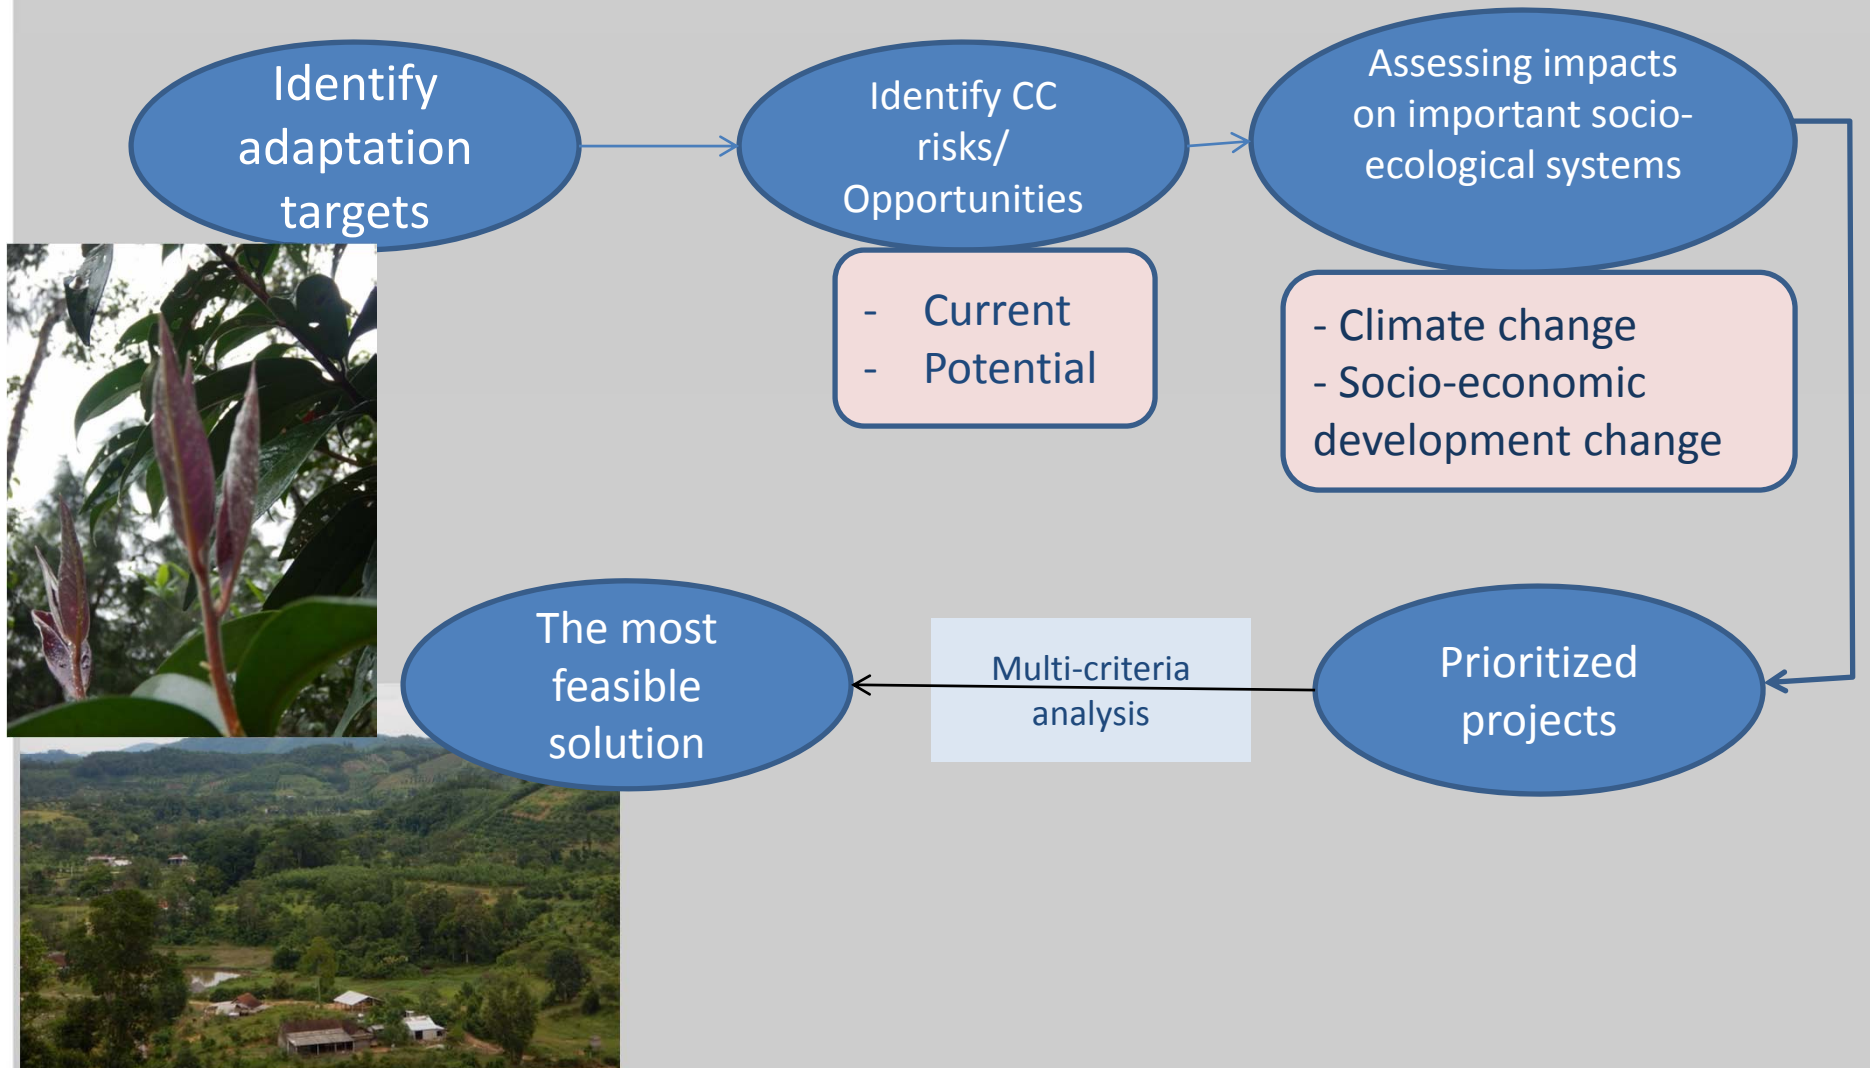 Identify
adaptation
targets
Identify CC
risks/
Opportunities
Assessing impacts
on important socio-
ecological systems
- Current
- Potential
- Climate change
- Socio-economic
development change
Prioritized
projects
Multi-criteria
analysis
The most
feasible
solution